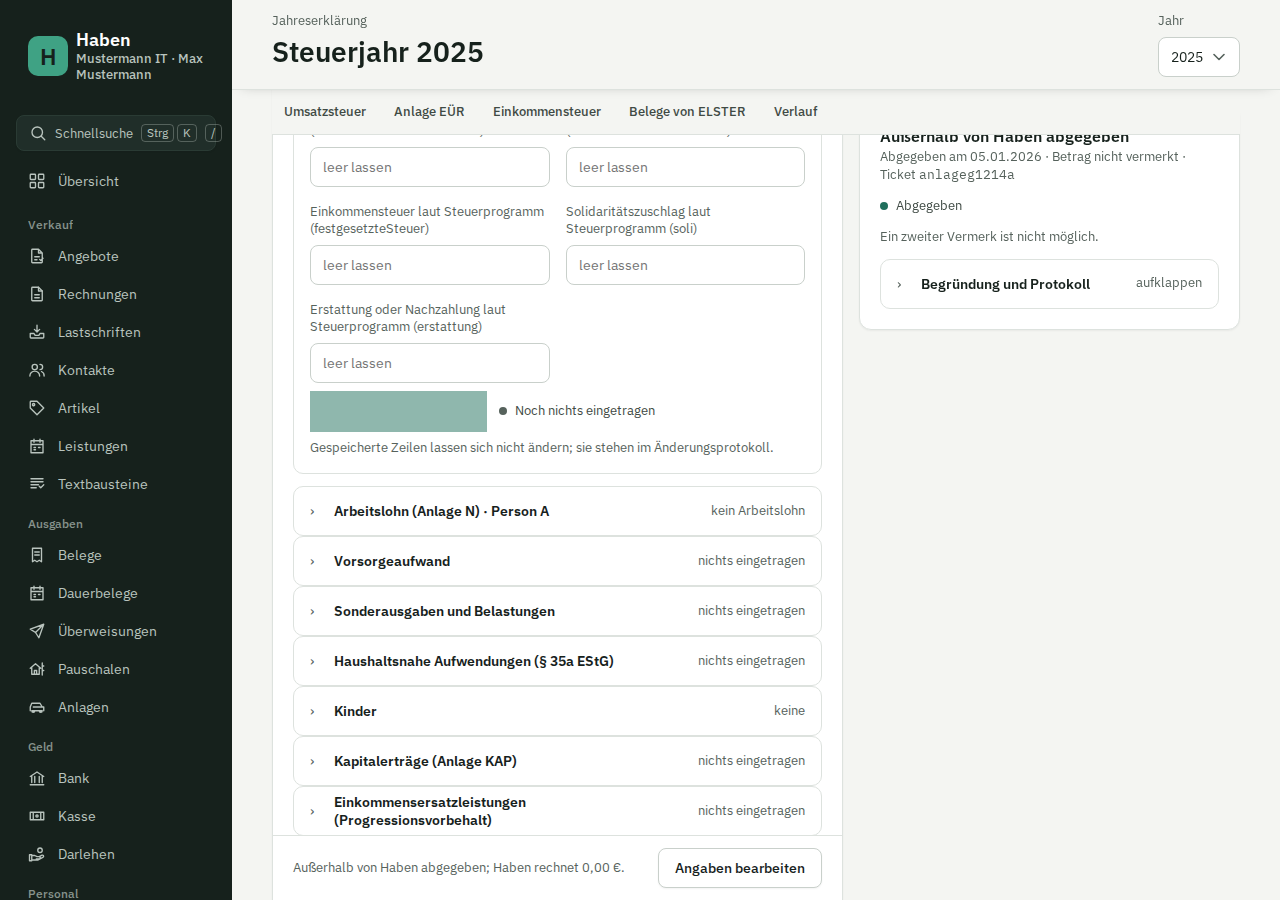 Haben
Mustermann IT · Max
Mustermann
Schnellsuche Strg K /
Übersicht
Verkauf
Angebote
Rechnungen
Lastschriften
Kontakte
Artikel
Leistungen
Textbausteine
Ausgaben
Belege
Dauerbelege
Überweisungen
Pauschalen
Anlagen
Geld
Bank
Kasse
Darlehen
Personal
Jahreserklärung
Steuerjahr 2025
Jahr
2025
Umsatzsteuer Anlage EÜR Einkommensteuer Belege von ELSTER Verlauf
leer lassen leer lassen
Einkommensteuer laut Steuerprogramm
(festgesetzteSteuer)
Solidaritätszuschlag laut
Steuerprogramm (soli)
leer lassen leer lassen
Erstattung oder Nachzahlung laut
Steuerprogramm (erstattung)
leer lassen
Noch nichts eingetragen
Gespeicherte Zeilen lassen sich nicht ändern; sie stehen im Änderungsprotokoll.
› Arbeitslohn (Anlage N) · Person A kein Arbeitslohn
› Vorsorgeaufwand nichts eingetragen
› Sonderausgaben und Belastungen nichts eingetragen
› Haushaltsnahe Aufwendungen (§ 35a EStG) nichts eingetragen
› Kinder keine
› Kapitalerträge (Anlage KAP) nichts eingetragen
› Einkommensersatzleistungen
(Progressionsvorbehalt) nichts eingetragen
Außerhalb von Haben abgegeben; Haben rechnet 0,00 €. Angaben bearbeiten
Außerhalb von Haben abgegeben
Abgegeben am 05.01.2026 · Betrag nicht vermerkt ·
Ticket anlageg1214a
Abgegeben
Ein zweiter Vermerk ist nicht möglich.
› Begründung und Protokoll aufklappen